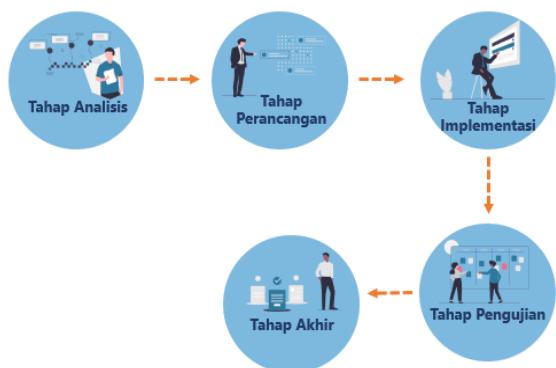 Tahap Analisis
Tahap
Perancangan
Tahap
Implementasi
Tahap Pengujian
Tahap Akhir